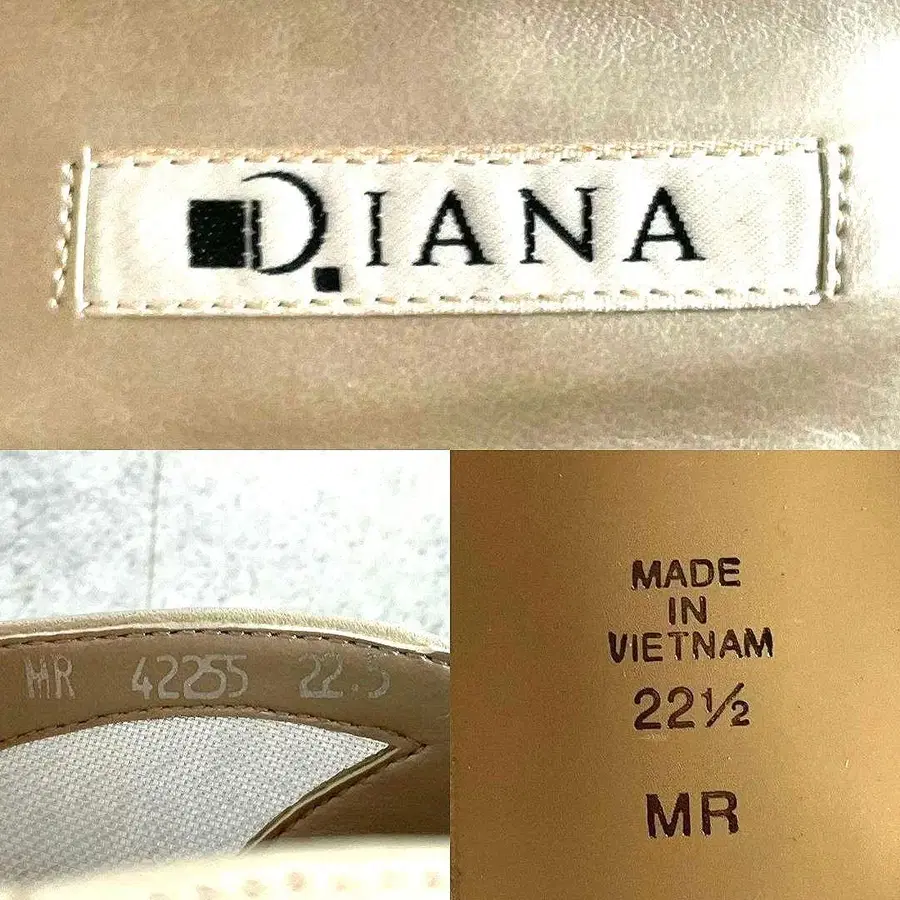 DIANA
MR 42255 22.5
MADE
IN
VIETNAM
22½
MR